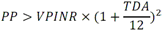 PP > VPINR × (1 + TDA/12)²